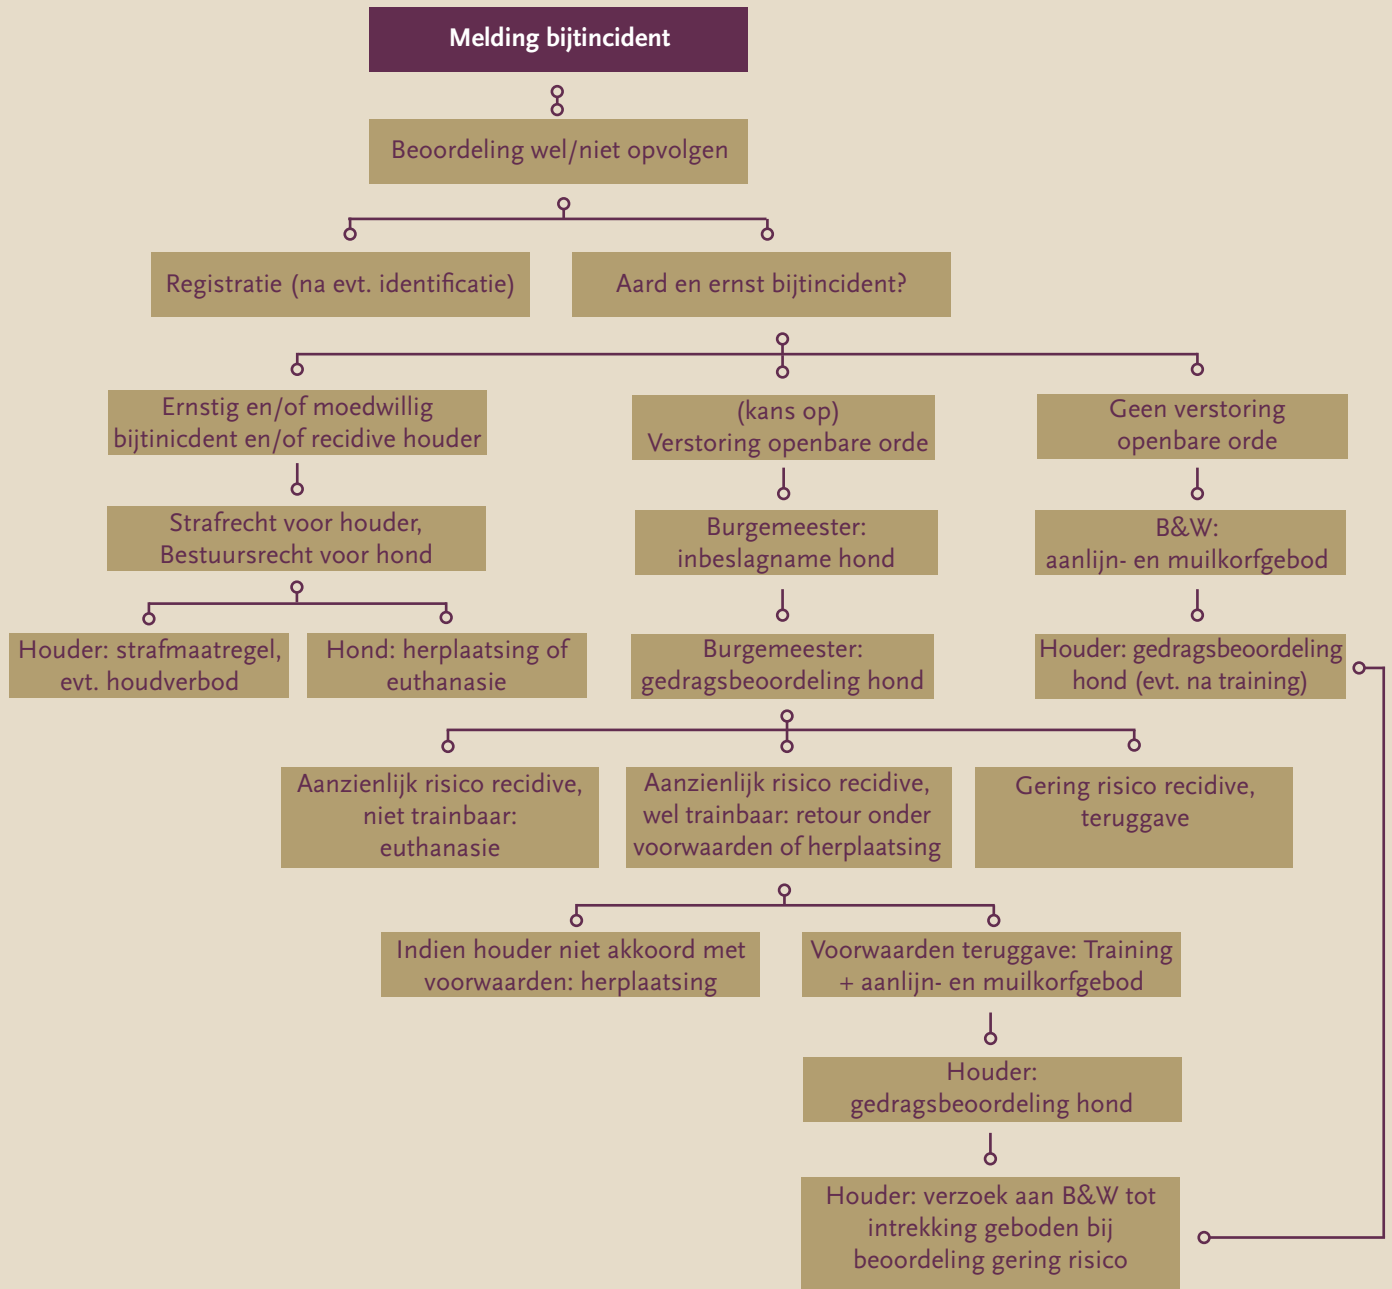 Melding bijtincident
Beoordeling wel/niet opvolgen
Registratie (na evt. identificatie)
Aard en ernst bijtincident?
Ernstig en/of moedwillig
bijtinicdent en/of recidive houder
(kans op)
Verstoring openbare orde
Geen verstoring
openbare orde
Strafrecht voor houder,
Bestuursrecht voor hond
Burgemeester:
inbeslagname hond
B&W:
aanlijn- en muilkorfgebod
Houder: strafmaatregel,
evt. houdverbod
Hond: herplaatsing of
euthanasie
Burgemeester:
gedragsbeoordeling hond
Houder: gedragsbeoordeling
hond (evt. na training)
Aanzienlijk risico recidive,
niet trainbaar:
euthanasie
Aanzienlijk risico recidive,
wel trainbaar: retour onder
voorwaarden of herplaatsing
Gering risico recidive,
teruggave
Indien houder niet akkoord met
voorwaarden: herplaatsing
Voorwaarden teruggave: Training
+ aanlijn- en muilkorfgebod
Houder:
gedragsbeoordeling hond
Houder: verzoek aan B&W tot
intrekking geboden bij
beoordeling gering risico